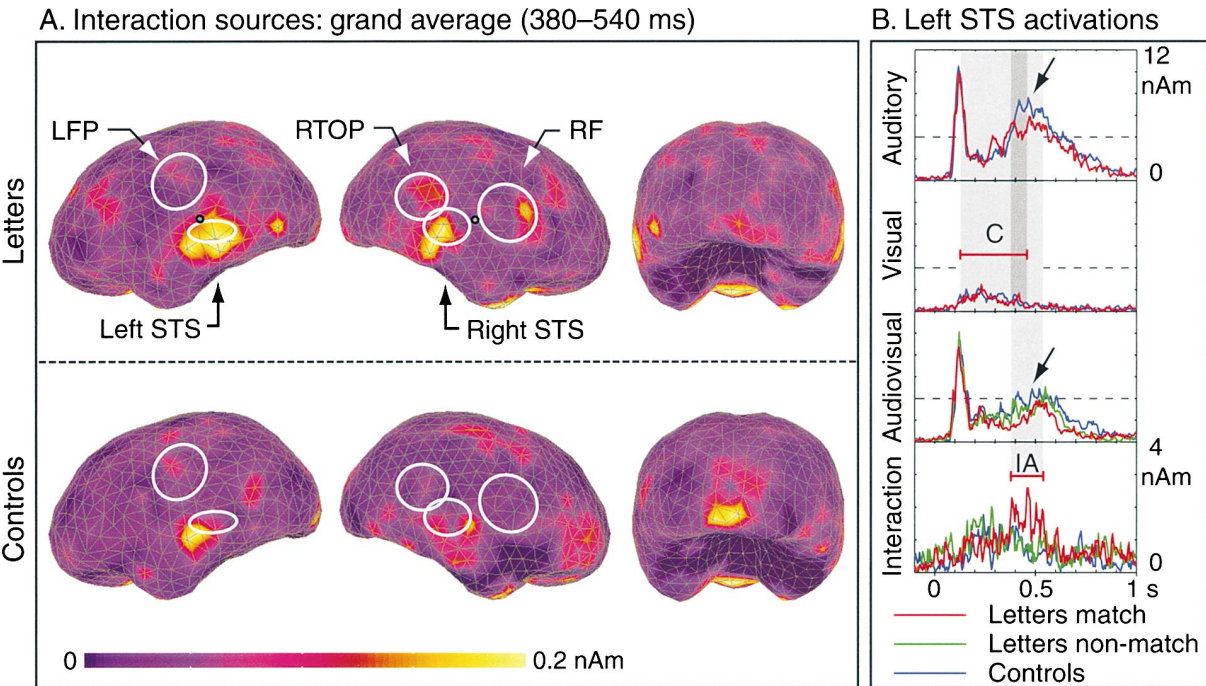 A. Interaction sources: grand average (380–540 ms)
Letters
LFP
RTOP
RF
Left STS
Right STS
Controls
0
0.2 nAm
B. Left STS activations
Auditory
12
nAm
0
Visual
C
Audiovisual
Interaction
IA
4
nAm
0
0
0.5
1
s
Letters match
Letters non-match
Controls